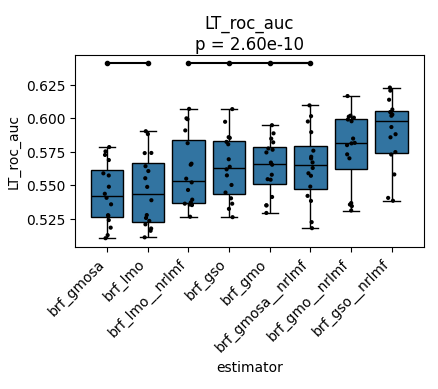 LT_roc_auc
p = 2.60e-10
LT_roc_auc
0.625
0.600
0.575
0.550
0.525
brf_gmosa
brf_lmo
brf_lmo__nrlmf
brf_gso
brf_gmo
brf_gmosa__nrlmf
brf_gmo__nrlmf
brf_gso__nrlmf
estimator